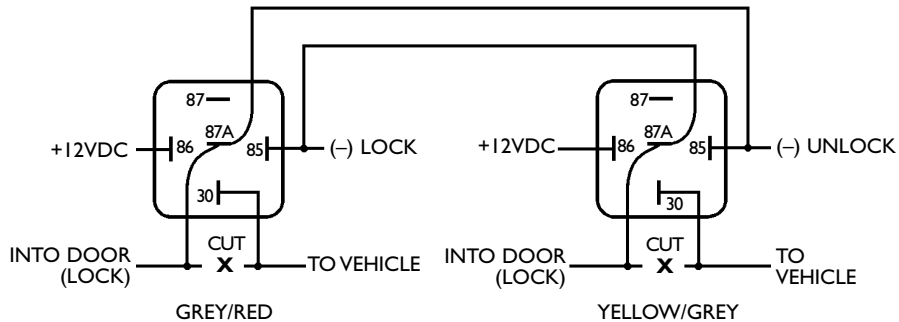 87
87A
+12VDC
86
85
(–) LOCK
30
CUT
X
INTO DOOR
(LOCK)
TO VEHICLE
GREY/RED
87
87A
+12VDC
86
85
(–) UNLOCK
30
CUT
X
INTO DOOR
(LOCK)
TO
VEHICLE
YELLOW/GREY